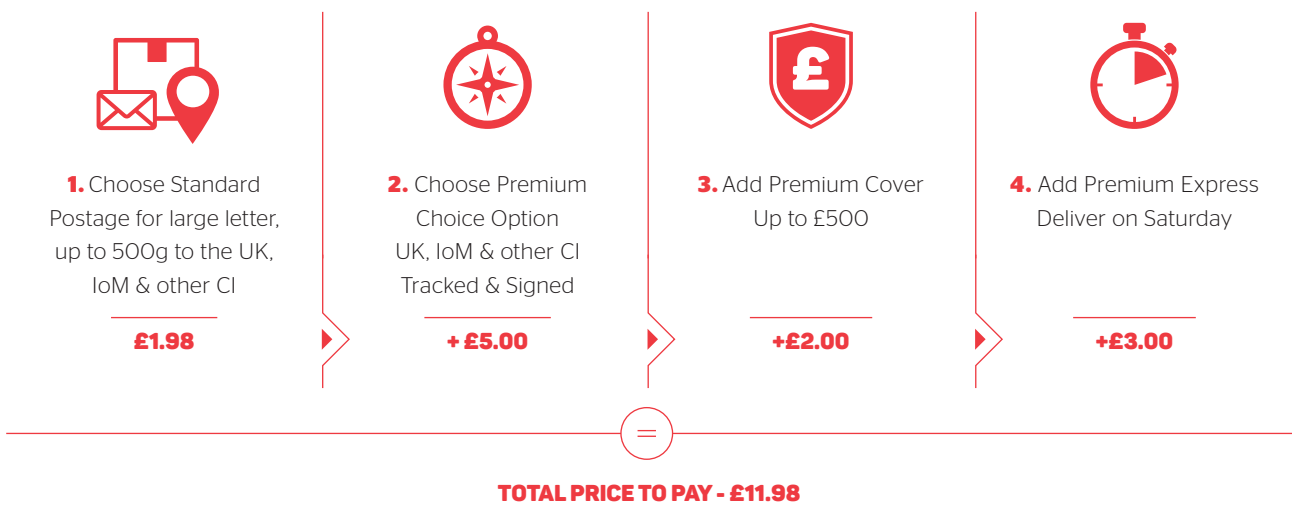 £
1. Choose Standard
Postage for large letter,
up to 500g to the UK,
IoM & other CI
£1.98
2. Choose Premium
Choice Option
UK, IoM & other CI
Tracked & Signed
+ £5.00
3. Add Premium Cover
Up to £500
+£2.00
4. Add Premium Express
Deliver on Saturday
+£3.00
=
TOTAL PRICE TO PAY - £11.98